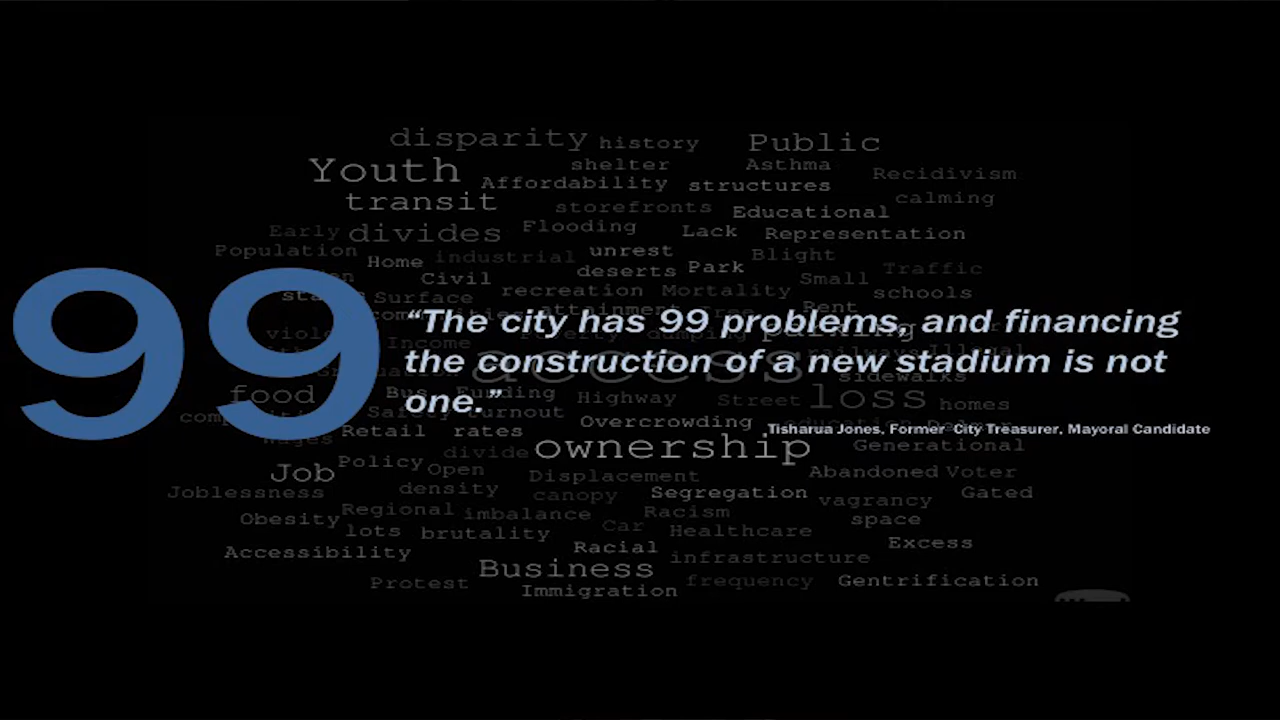 disparity history Public
Youth shelter Asthma Recidivism
Affordability structures
transit storefronts Educational calming
Early divides Flooding Lack Representation
Population Home industrial unrest Blight
deserts Park Traffic
Civil recreation Mortality Small schools
Surface attainment Rent
99
“The city has 99 problems, and financing
the construction of a new stadium is not
one.”
Tisharua Jones, Former City Treasurer, Mayoral Candidate
Income dumping
access sidewalks
food Bus Funding Highway Street loss homes
Safety turnout Overcrowding
wages Retail rates divide ownership Generational
Job Policy Open Displacement Abandoned Voter
Joblessness density canopy Segregation vagrancy Gated
Obesity Regional imbalance Racism space
lots brutality Car Healthcare
Accessibility Racial infrastructure Excess
Business
Protest Immigration frequency Gentrification